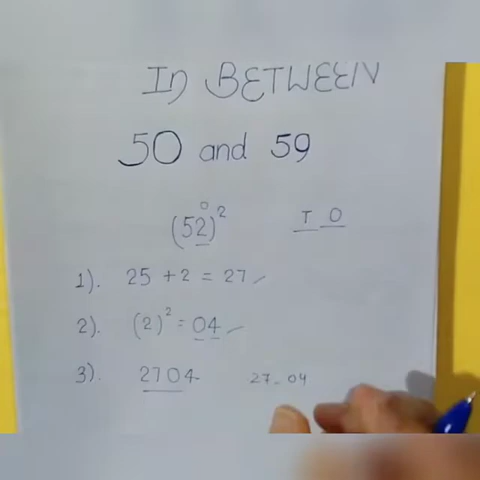 In BETWEEN
50 and 59
(52)² T O
O
1). 25 + 2 = 27
2). (2)² = 04
3). 2704 27-04